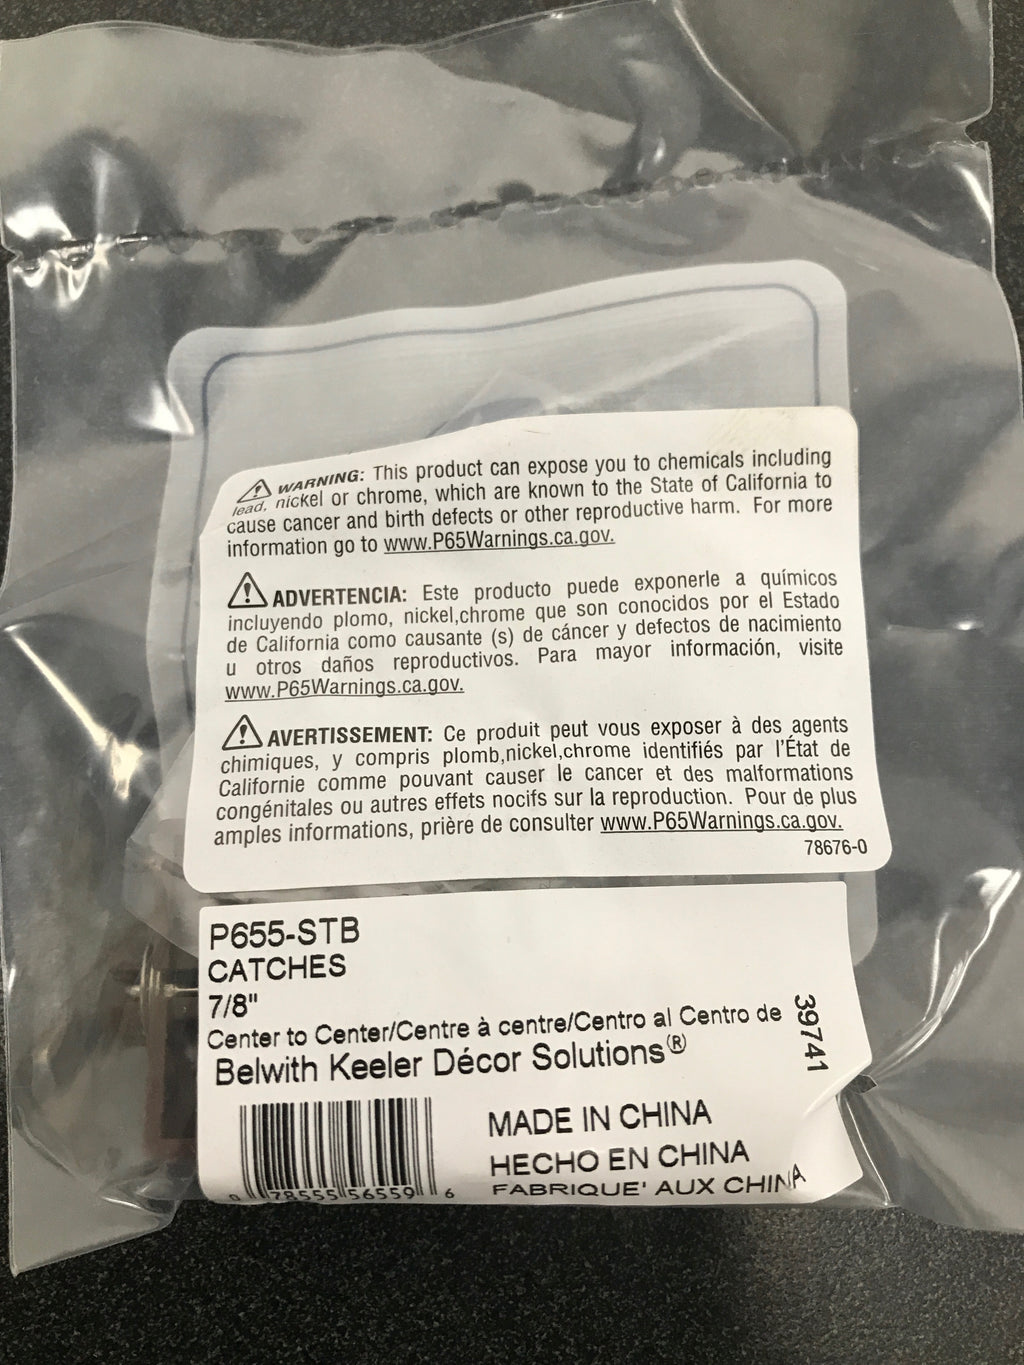 WARNING: This product can expose you to chemicals including
lead, nickel or chrome, which are known to the State of California to
cause cancer and birth defects or other reproductive harm. For more
information go to www.P65Warnings.ca.gov.
ADVERTENCIA: Este producto puede exponerle a químicos
incluyendo plomo, nickel,chrome que son conocidos por el Estado
de California como causante (s) de cáncer y defectos de nacimiento
u otros daños reproductivos. Para mayor información, visite
www.P65Warnings.ca.gov.
AVERTISSEMENT: Ce produit peut vous exposer à des agents
chimiques, y compris plomb,nickel,chrome identifiés par l'État de
Californie comme pouvant causer le cancer et des malformations
congénitales ou autres effets nocifs sur la reproduction. Pour de plus
amples informations, prière de consulter www.P65Warnings.ca.gov.
78676-0
P655-STB
CATCHES
7/8"
Center to Center/Centre à centre/Centro al Centro de
Belwith Keeler Décor Solutions®
39741
MADE IN CHINA
HECHO EN CHINA
FABRIQUE' AUX CHINA
0 78555 56559 6